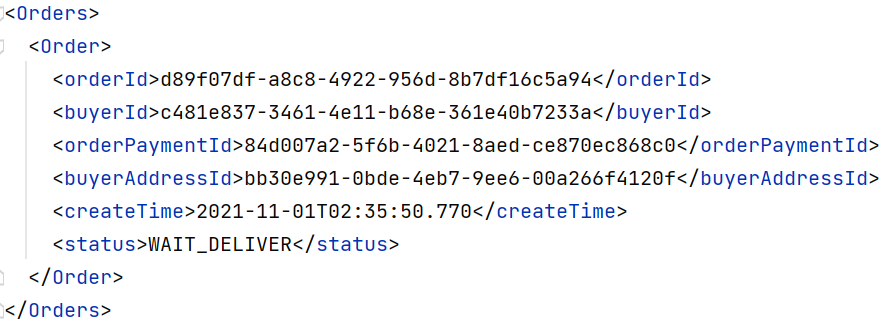 <Orders>
<Order>
<orderId>d89f07df-a8c8-4922-956d-8b7df16c5a94</orderId>
<buyerId>c481e837-3461-4e11-b68e-361e40b7233a</buyerId>
<orderPaymentId>84d007a2-5f6b-4021-8aed-ce870ec868c0</orderPaymentId>
<buyerAddressId>bb30e991-0bde-4eb7-9ee6-00a266f4120f</buyerAddressId>
<createTime>2021-11-01T02:35:50.770</createTime>
<status>WAIT_DELIVER</status>
</Order>
</Orders>